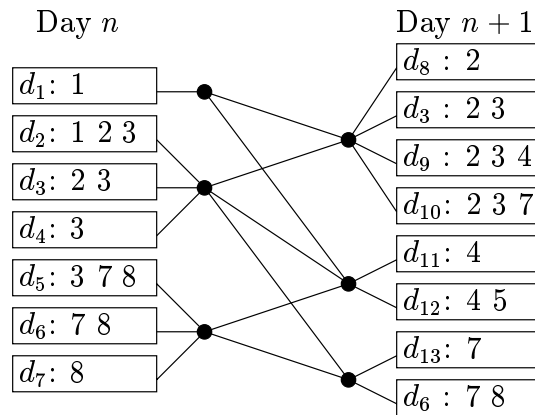 Day n
d1: 1
d2: 1 2 3
d3: 2 3
d4: 3
d5: 3 7 8
d6: 7 8
d7: 8
Day n + 1
d8 : 2
d3 : 2 3
d9 : 2 3 4
d10: 2 3 7
d11: 4
d12: 4 5
d13: 7
d6 : 7 8